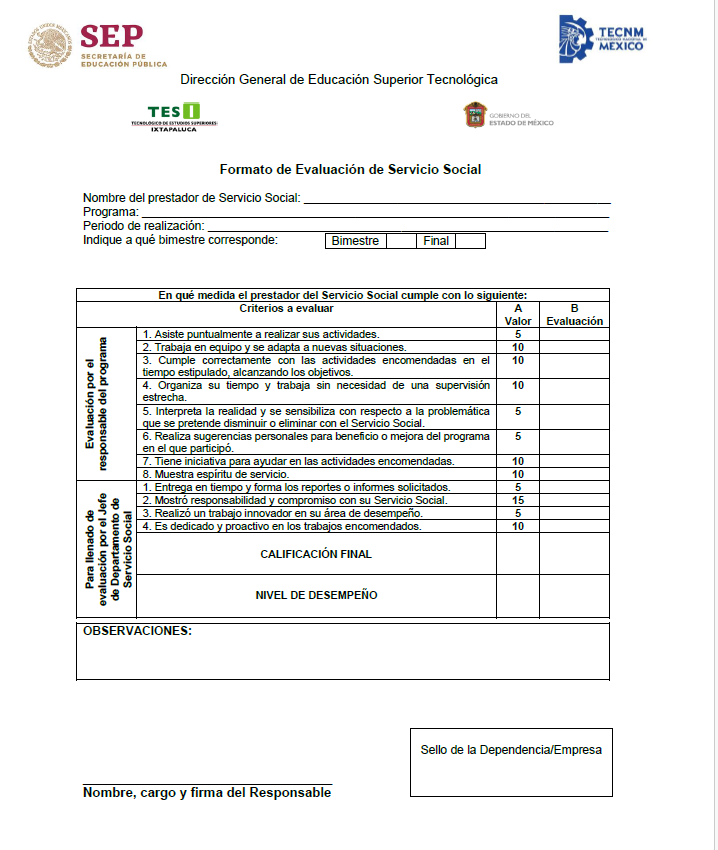 SEP
SECRETARÍA DE
EDUCACIÓN PÚBLICA
TECNM
TECNOLÓGICO NACIONAL DE
MÉXICO
Dirección General de Educación Superior Tecnológica
TESI
TECNOLÓGICO DE ESTUDIOS SUPERIORES
IXTAPALUCA
GOBIERNO DEL
ESTADO DE MÉXICO
Formato de Evaluación de Servicio Social
Nombre del prestador de Servicio Social:
Programa:
Periodo de realización:
Indique a qué bimestre corresponde: Bimestre Final
En qué medida el prestador del Servicio Social cumple con lo siguiente:
Criterios a evaluar A B
Valor Evaluación
Evaluación por el
responsable del programa
1. Asiste puntualmente a realizar sus actividades. 5
2. Trabaja en equipo y se adapta a nuevas situaciones. 10
3. Cumple correctamente con las actividades encomendadas en el 10
tiempo estipulado, alcanzando los objetivos.
4. Organiza su tiempo y trabaja sin necesidad de una supervisión 10
estrecha.
5. Interpreta la realidad y se sensibiliza con respecto a la problemática 5
que se pretende disminuir o eliminar con el Servicio Social.
6. Realiza sugerencias personales para beneficio o mejora del programa 5
en el que participó.
7. Tiene iniciativa para ayudar en las actividades encomendadas. 10
8. Muestra espíritu de servicio. 10
Para llenado de
evaluación por el Jefe
de Departamento de
Servicio Social
1. Entrega en tiempo y forma los reportes o informes solicitados. 5
2. Mostró responsabilidad y compromiso con su Servicio Social. 15
3. Realizó un trabajo innovador en su área de desempeño. 5
4. Es dedicado y proactivo en los trabajos encomendados. 10
CALIFICACIÓN FINAL
NIVEL DE DESEMPEÑO
OBSERVACIONES:
Sello de la Dependencia/Empresa
Nombre, cargo y firma del Responsable